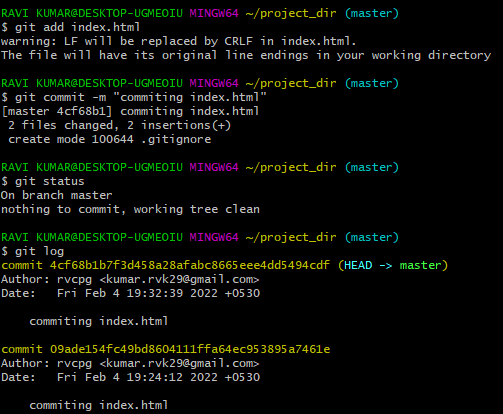 RAVI KUMAR@DESKTOP-UGMEOIU MINGW64 ~/project_dir (master)
$ git add index.html
warning: LF will be replaced by CRLF in index.html.
The file will have its original line endings in your working directory
RAVI KUMAR@DESKTOP-UGMEOIU MINGW64 ~/project_dir (master)
$ git commit -m "commiting index.html"
[master 4cf68b1] commiting index.html
 2 files changed, 2 insertions(+)
 create mode 100644 .gitignore
RAVI KUMAR@DESKTOP-UGMEOIU MINGW64 ~/project_dir (master)
$ git status
On branch master
nothing to commit, working tree clean
RAVI KUMAR@DESKTOP-UGMEOIU MINGW64 ~/project_dir (master)
$ git log
commit 4cf68b1b7f3d458a28afabc8665eee4dd5494cdf (HEAD -> master)
Author: rvcpg <kumar.rvk29@gmail.com>
Date:   Fri Feb 4 19:32:39 2022 +0530
    commiting index.html
commit 09ade154fc49bd8604111ffa64ec953895a7461e
Author: rvcpg <kumar.rvk29@gmail.com>
Date:   Fri Feb 4 19:24:12 2022 +0530
    commiting index.html